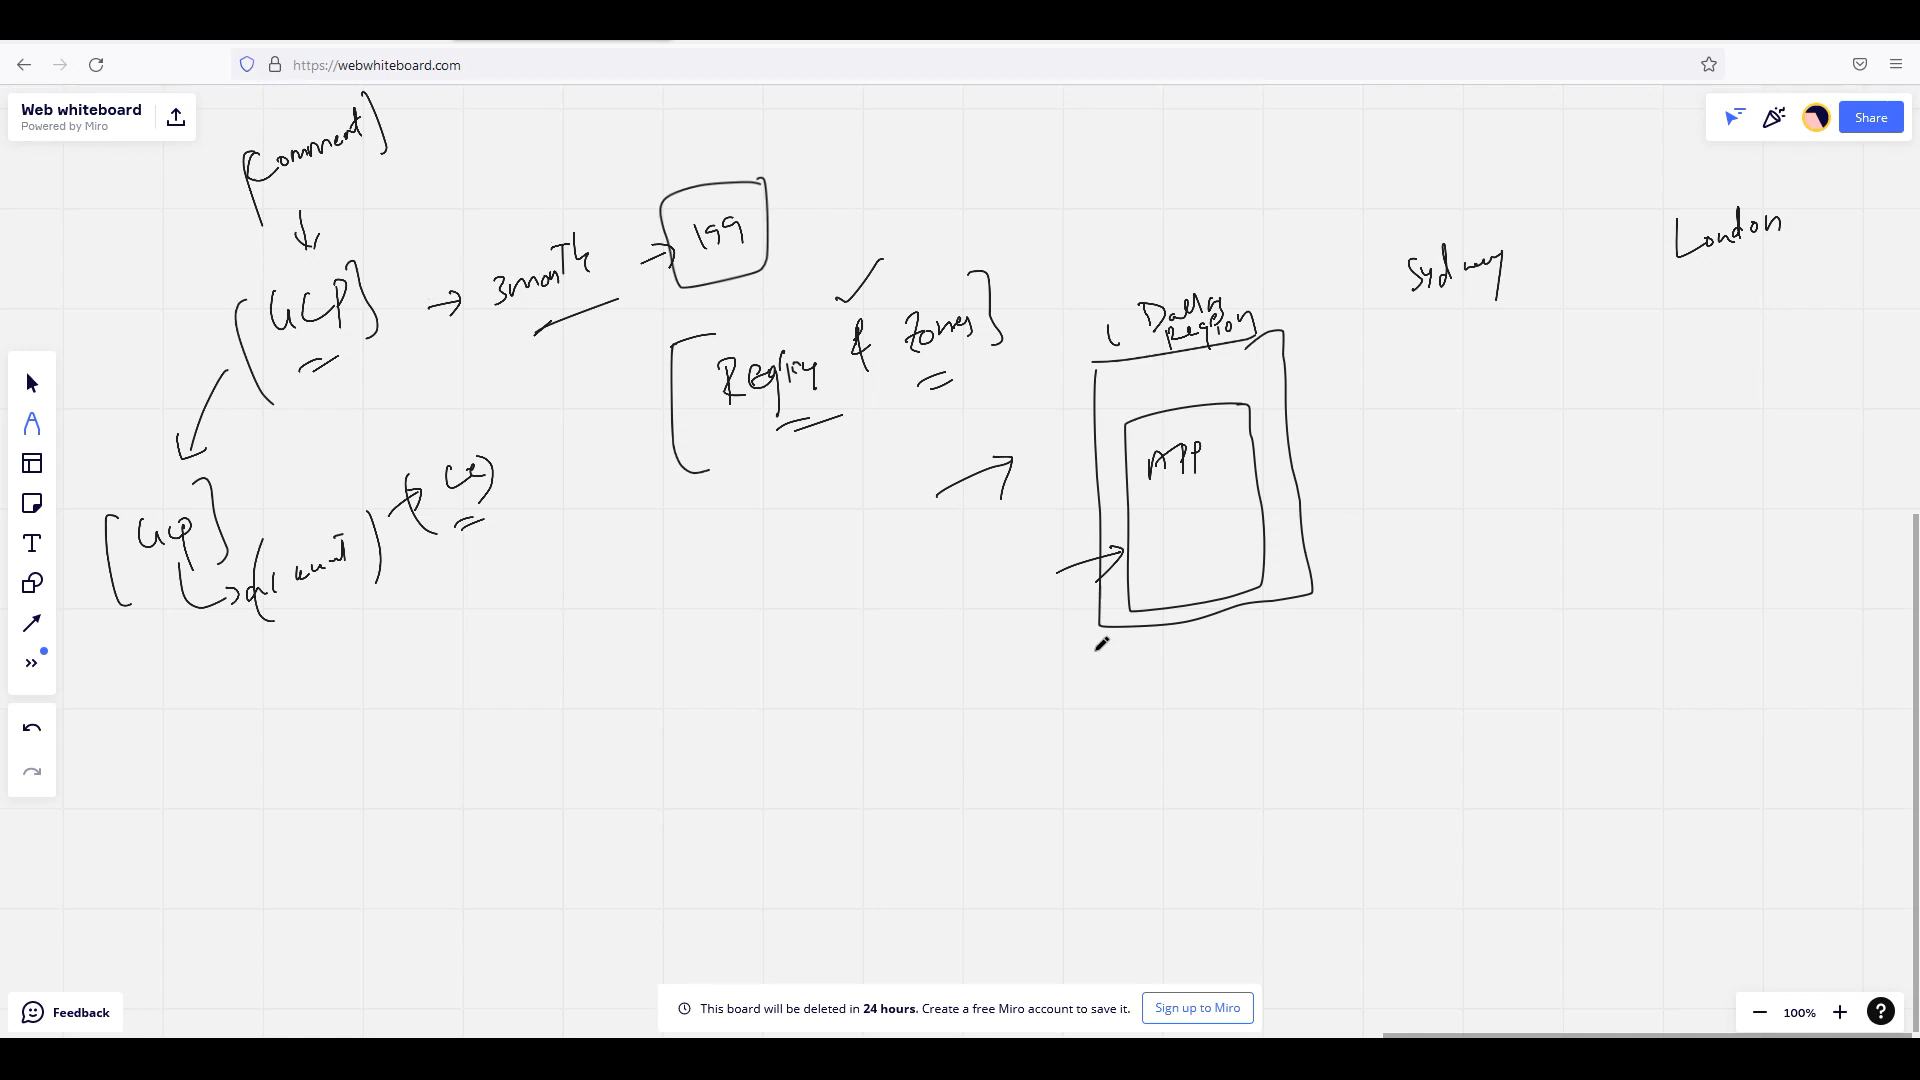 https://webwhiteboard.com
Web whiteboard
Powered by Miro
Share
[Comment]
GCP
3month
199
&
Zones
Dallas
Region
APP
Sydney
London
Feedback
This board will be deleted in 24 hours. Create a free Miro account to save it.
Sign up to Miro
100%
?